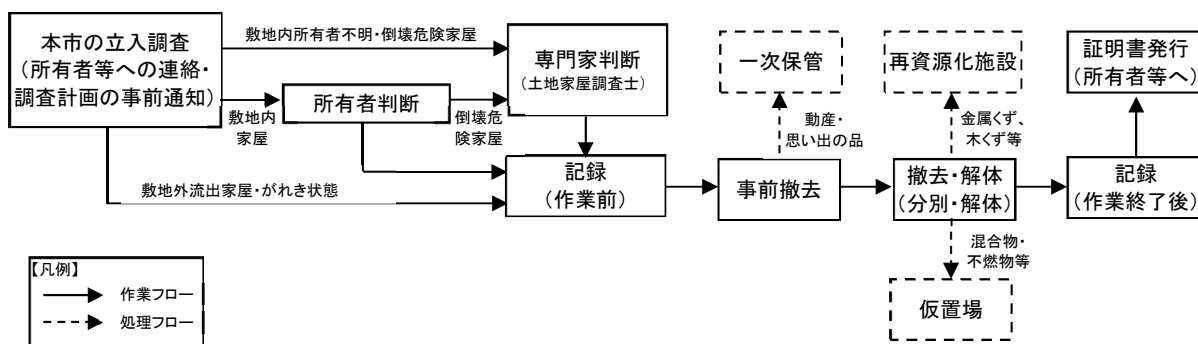 本市の立入調査
(所有者等への連絡・
調査計画の事前通知)
敷地内所有者不明・倒壊危険家屋
敷地内
家屋
所有者判断
倒壊危
険家屋
専門家判断
(土地家屋調査士)
敷地外流出家屋・がれき状態
記録
(作業前)
一次保管
動産・
思い出の品
事前撤去
再資源化施設
金属くず、
木くず等
撤去・解体
(分別・解体)
混合物・
不燃物等
仮置場
証明書発行
(所有者等へ)
記録
(作業終了後)
【凡例】
作業フロー
処理フロー